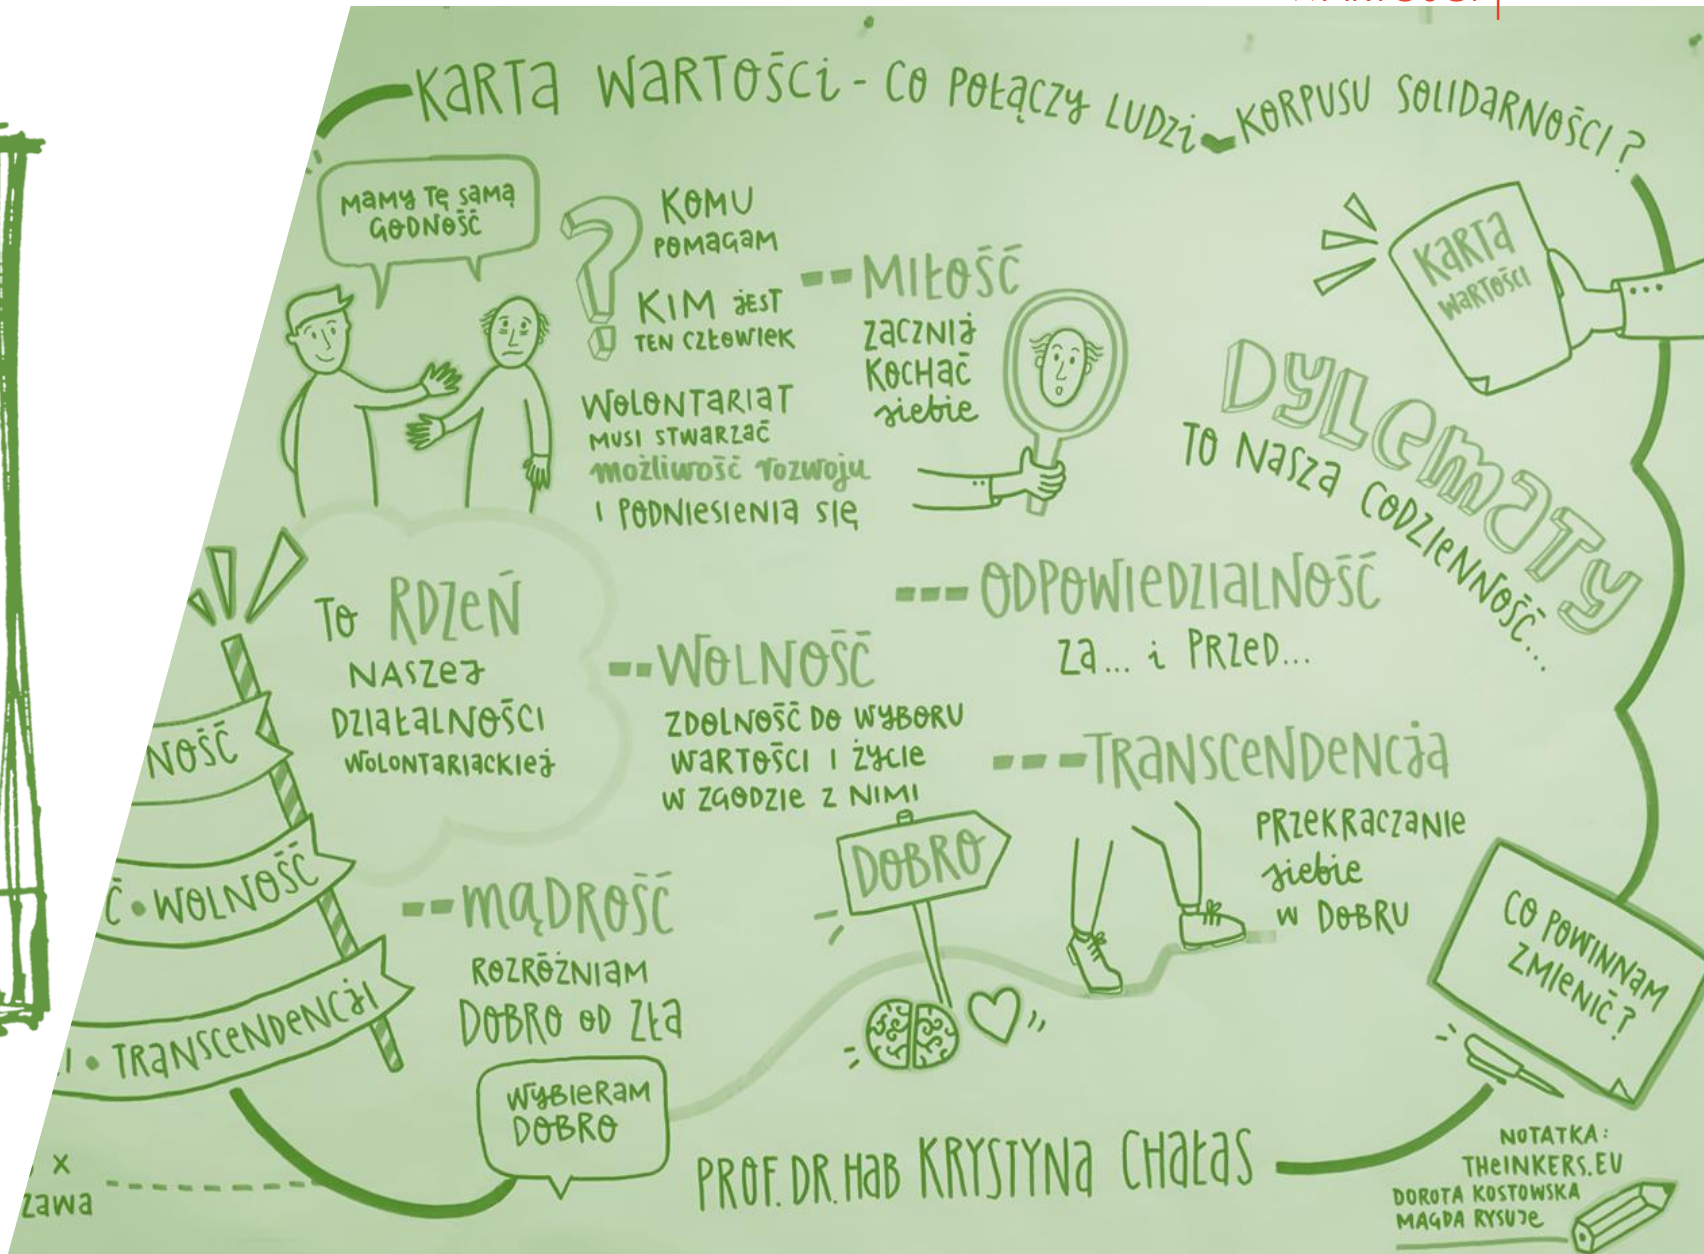 KARTA WARTOŚCI - CO POŁĄCZY LUDZI KORPUSU SOLIDARNOŚCI?
MAMY TĘ SAMĄ
GODNOŚĆ
KOMU
POMAGAM
KIM JEST
TEN CZŁOWIEK
WOLONTARIAT
MUSI STWARZAĆ
możliwość rozwoju
I PODNIESIENIA SIĘ
-- MIŁOŚĆ
ZACZNIJ
KOCHAĆ
siebie
KARTA
WARTOŚCI
DYLEMATY
TO NASZA CODZIENNOŚĆ....
TO RDZEŃ
NASZEJ
DZIAŁALNOŚCI
WOLONTARIACKIEJ
--- ODPOWIEDZIALNOŚĆ
ZA... i PRZED...
-- WOLNOŚĆ
ZDOLNOŚĆ DO WYBORU
WARTOŚCI I ŻYCIE
W ZGODZIE Z NIMI
--- TRANSCENDENCJA
PRZEKRACZANIE
siebie
W DOBRU
NOŚĆ
Ć • WOLNOŚĆ
I • TRANSCENDENCJI
-- MĄDROŚĆ
ROZRÓŻNIAM
DOBRO OD ZŁA
DOBRO
WYBIERAM
DOBRO
CO POWINNAM
ZMIENIĆ?
X
ZAWA
PROF. DR. HAB KRYSTYNA CHAŁAS
NOTATKA:
THEINKERS.EU
DOROTA KOSTOWSKA
MAGDA RYSUJE